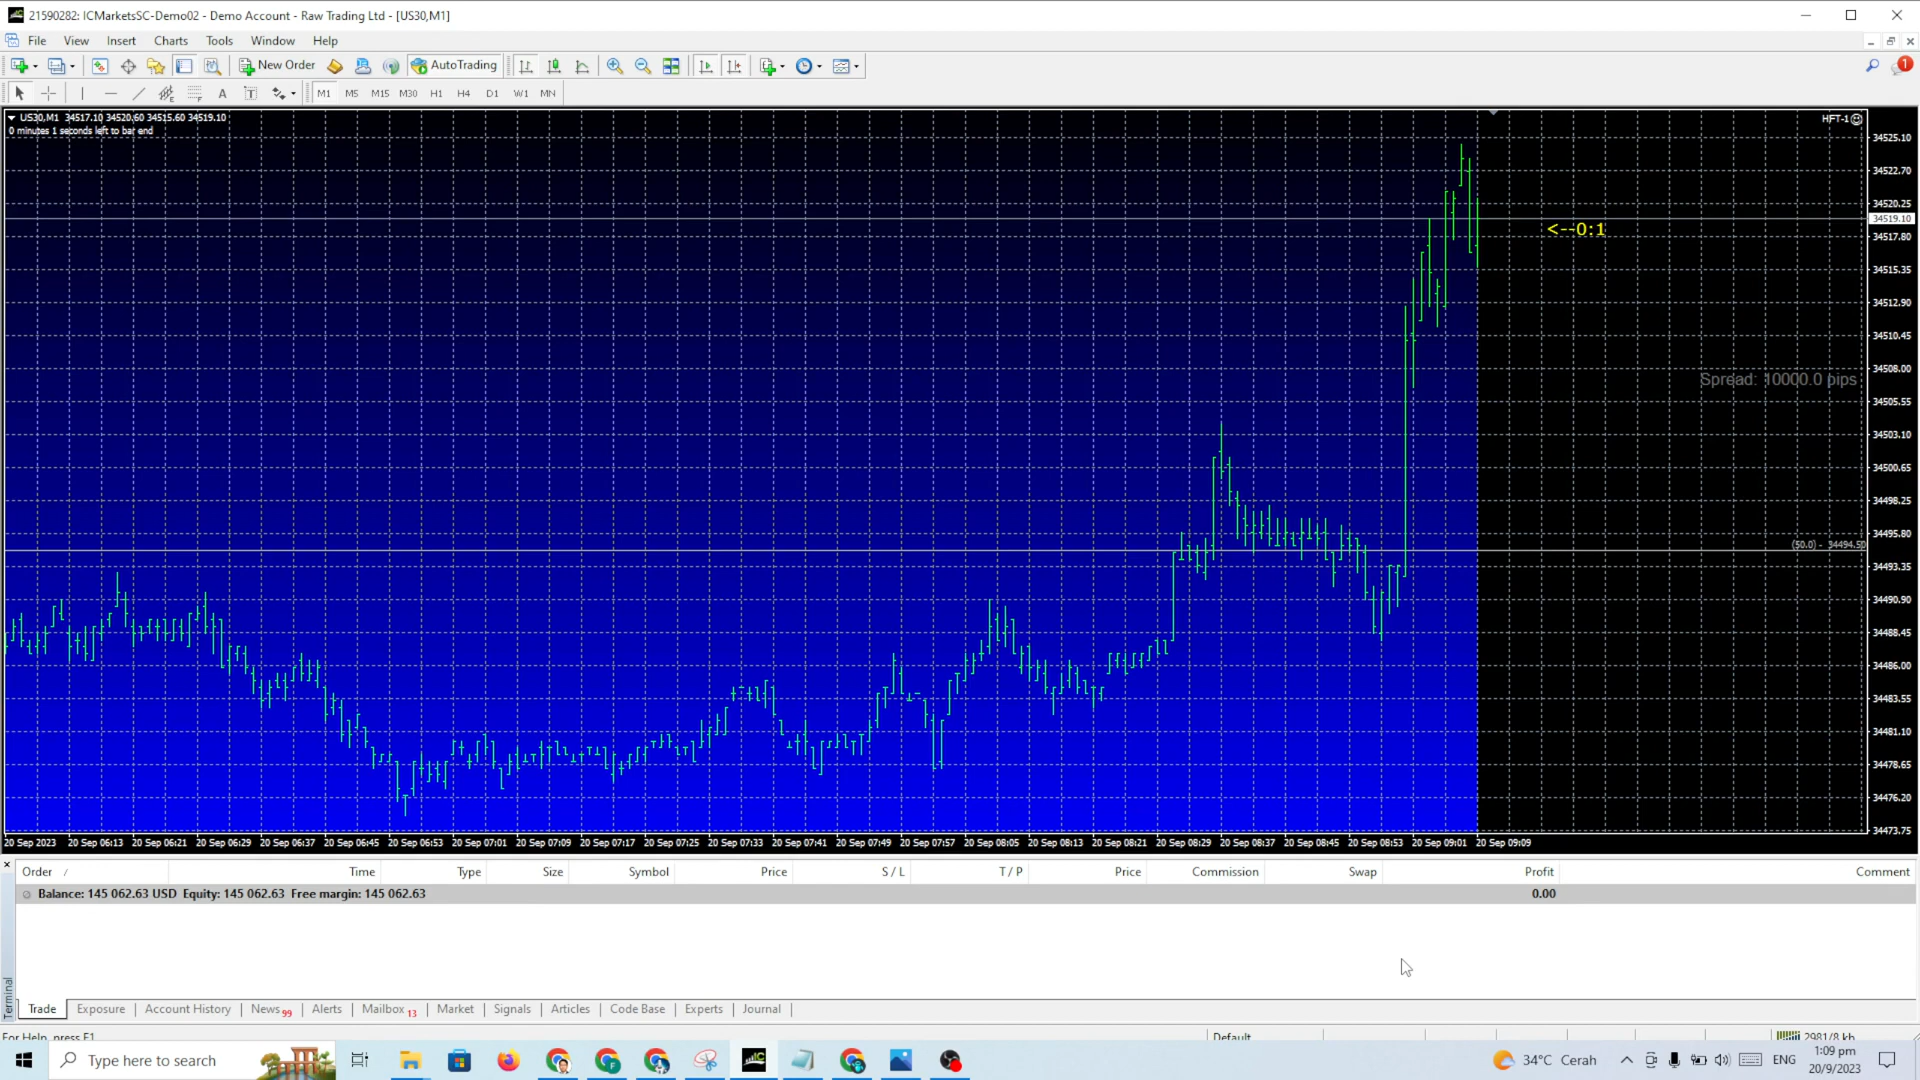 21590282: ICMarketsSC-Demo02 - Demo Account - Raw Trading Ltd - [US30,M1]
File View Insert Charts Tools Window Help
New Order AutoTrading 1
A T M1 M5 M15 M30 H1 H4 D1 W1 MN
US30,M1 34517.10 34520.60 34515.60 34519.10
HFT-1
0 minutes 1 seconds left to bar end
34525.10
34522.70
34520.25
34519.10
<--0:1
34517.80
34515.35
34512.90
34510.45
34508.00
Spread: 10000.0 pips
34505.55
34503.10
34500.65
34498.25
34495.80
(50.0) - 34494.50
34493.35
34490.90
34488.45
34486.00
34483.55
34481.10
34478.65
34476.20
34473.75
20 Sep 2023 20 Sep 06:13 20 Sep 06:21 20 Sep 06:29 20 Sep 06:37 20 Sep 06:45 20 Sep 06:53 20 Sep 07:01 20 Sep 07:09 20 Sep 07:17 20 Sep 07:25 20 Sep 07:33 20 Sep 07:41 20 Sep 07:49 20 Sep 07:57 20 Sep 08:05 20 Sep 08:13 20 Sep 08:21 20 Sep 08:29 20 Sep 08:37 20 Sep 08:45 20 Sep 08:53 20 Sep 09:01 20 Sep 09:09
Order / Time Type Size Symbol Price S / L T / P Price Commission Swap Profit Comment
Balance: 145 062.63 USD Equity: 145 062.63 Free margin: 145 062.63 0.00
Terminal
Trade Exposure Account History News 99 Alerts Mailbox 13 Market Signals Articles Code Base Experts Journal
For Help, press F1 Default 2981/8 kb
Type here to search
34°C Cerah ENG
1:09 pm
20/9/2023